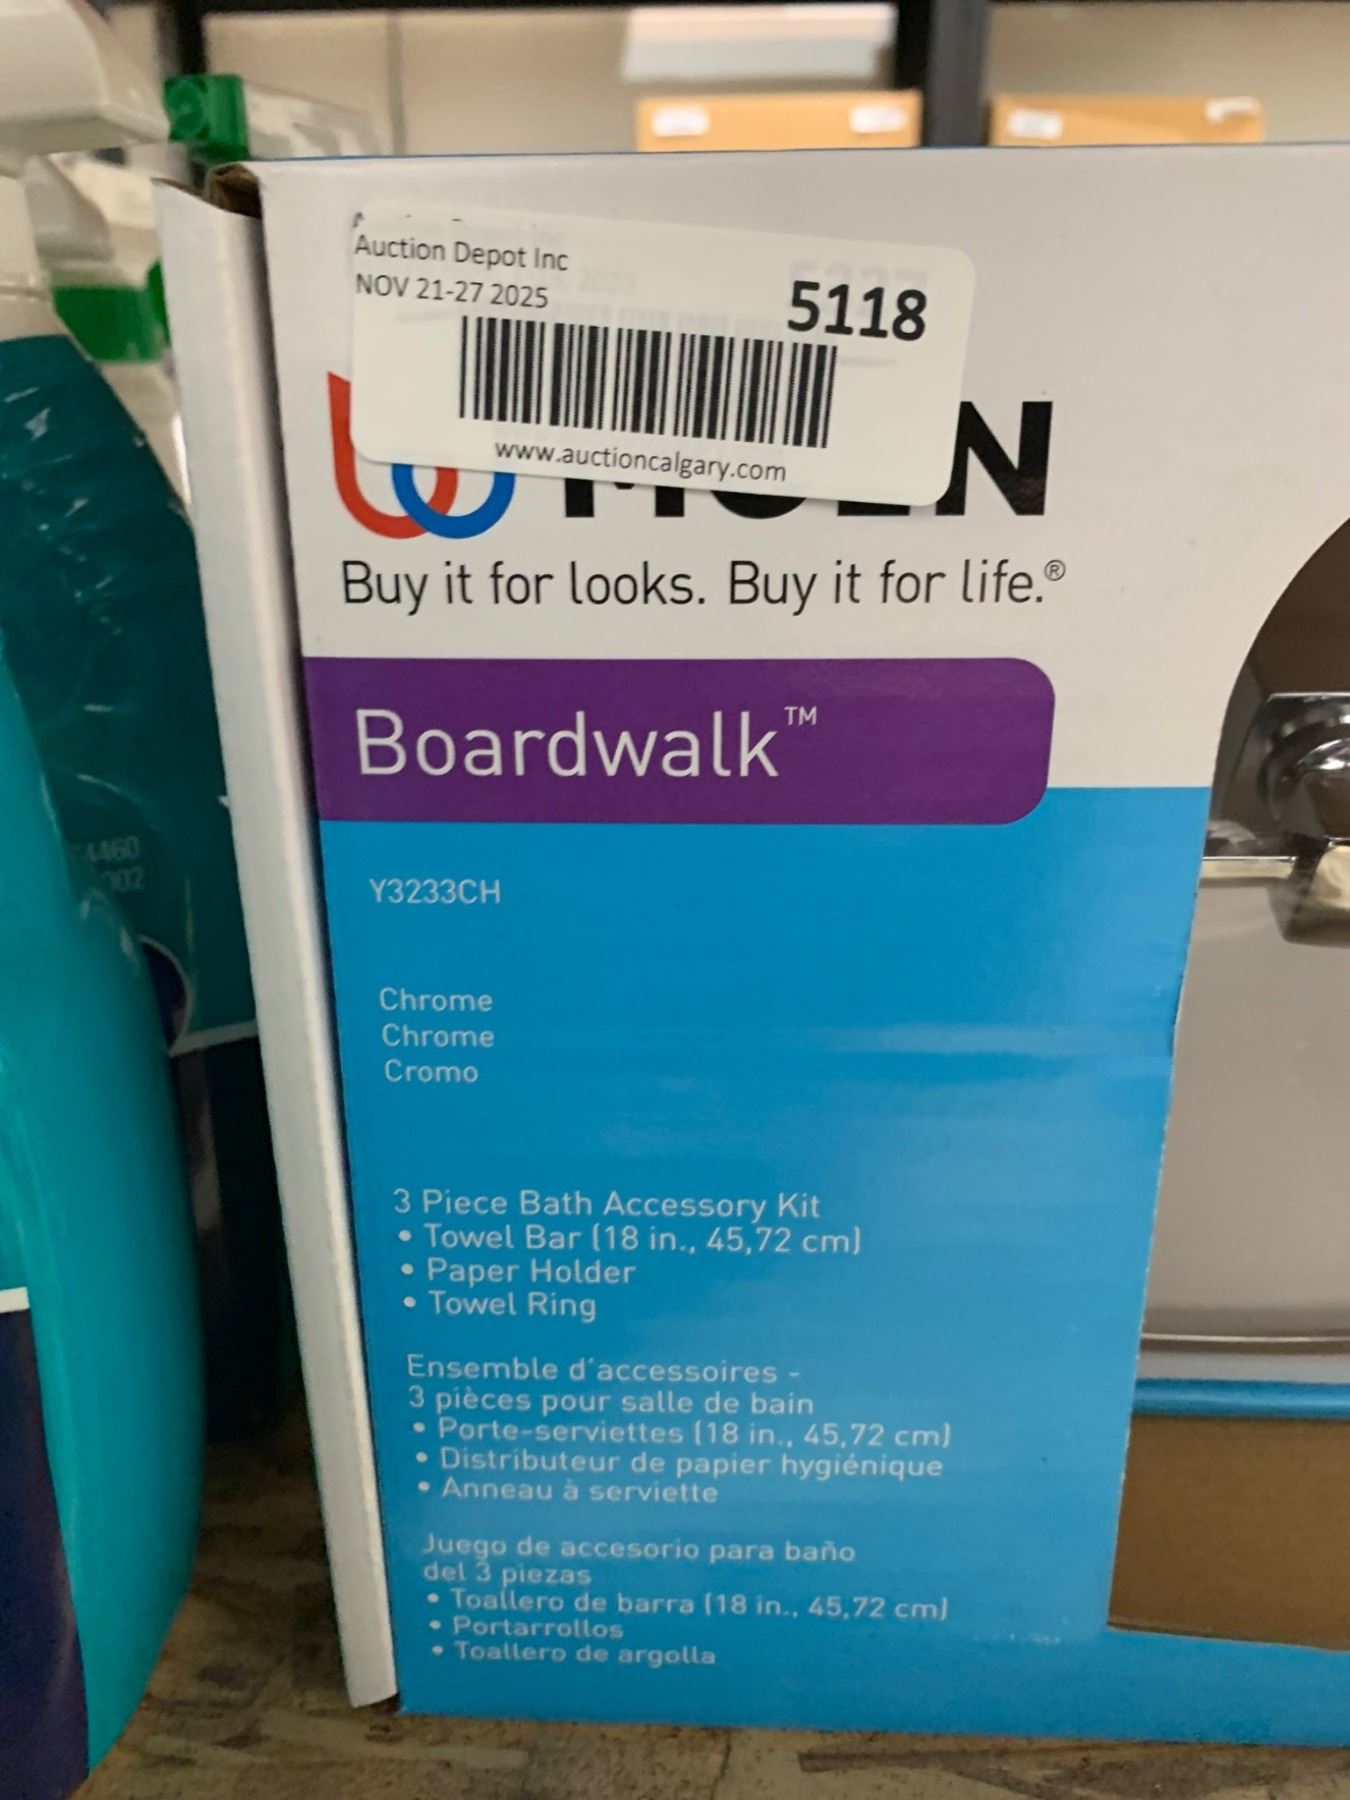 Auction Depot Inc
NOV 21-27 2025
5118
www.auctioncalgary.com
Buy it for looks. Buy it for life.®
Boardwalk™
Y3233CH
Chrome
Chrome
Cromo
3 Piece Bath Accessory Kit
• Towel Bar (18 in., 45,72 cm)
• Paper Holder
• Towel Ring
Ensemble d'accessoires -
3 pièces pour salle de bain
• Porte-serviettes (18 in., 45,72 cm)
• Distributeur de papier hygiénique
• Anneau à serviette
Juego de accesorio para baño
del 3 piezas
• Toallero de barra (18 in., 45,72 cm)
• Portarrollos
• Toallero de argolla